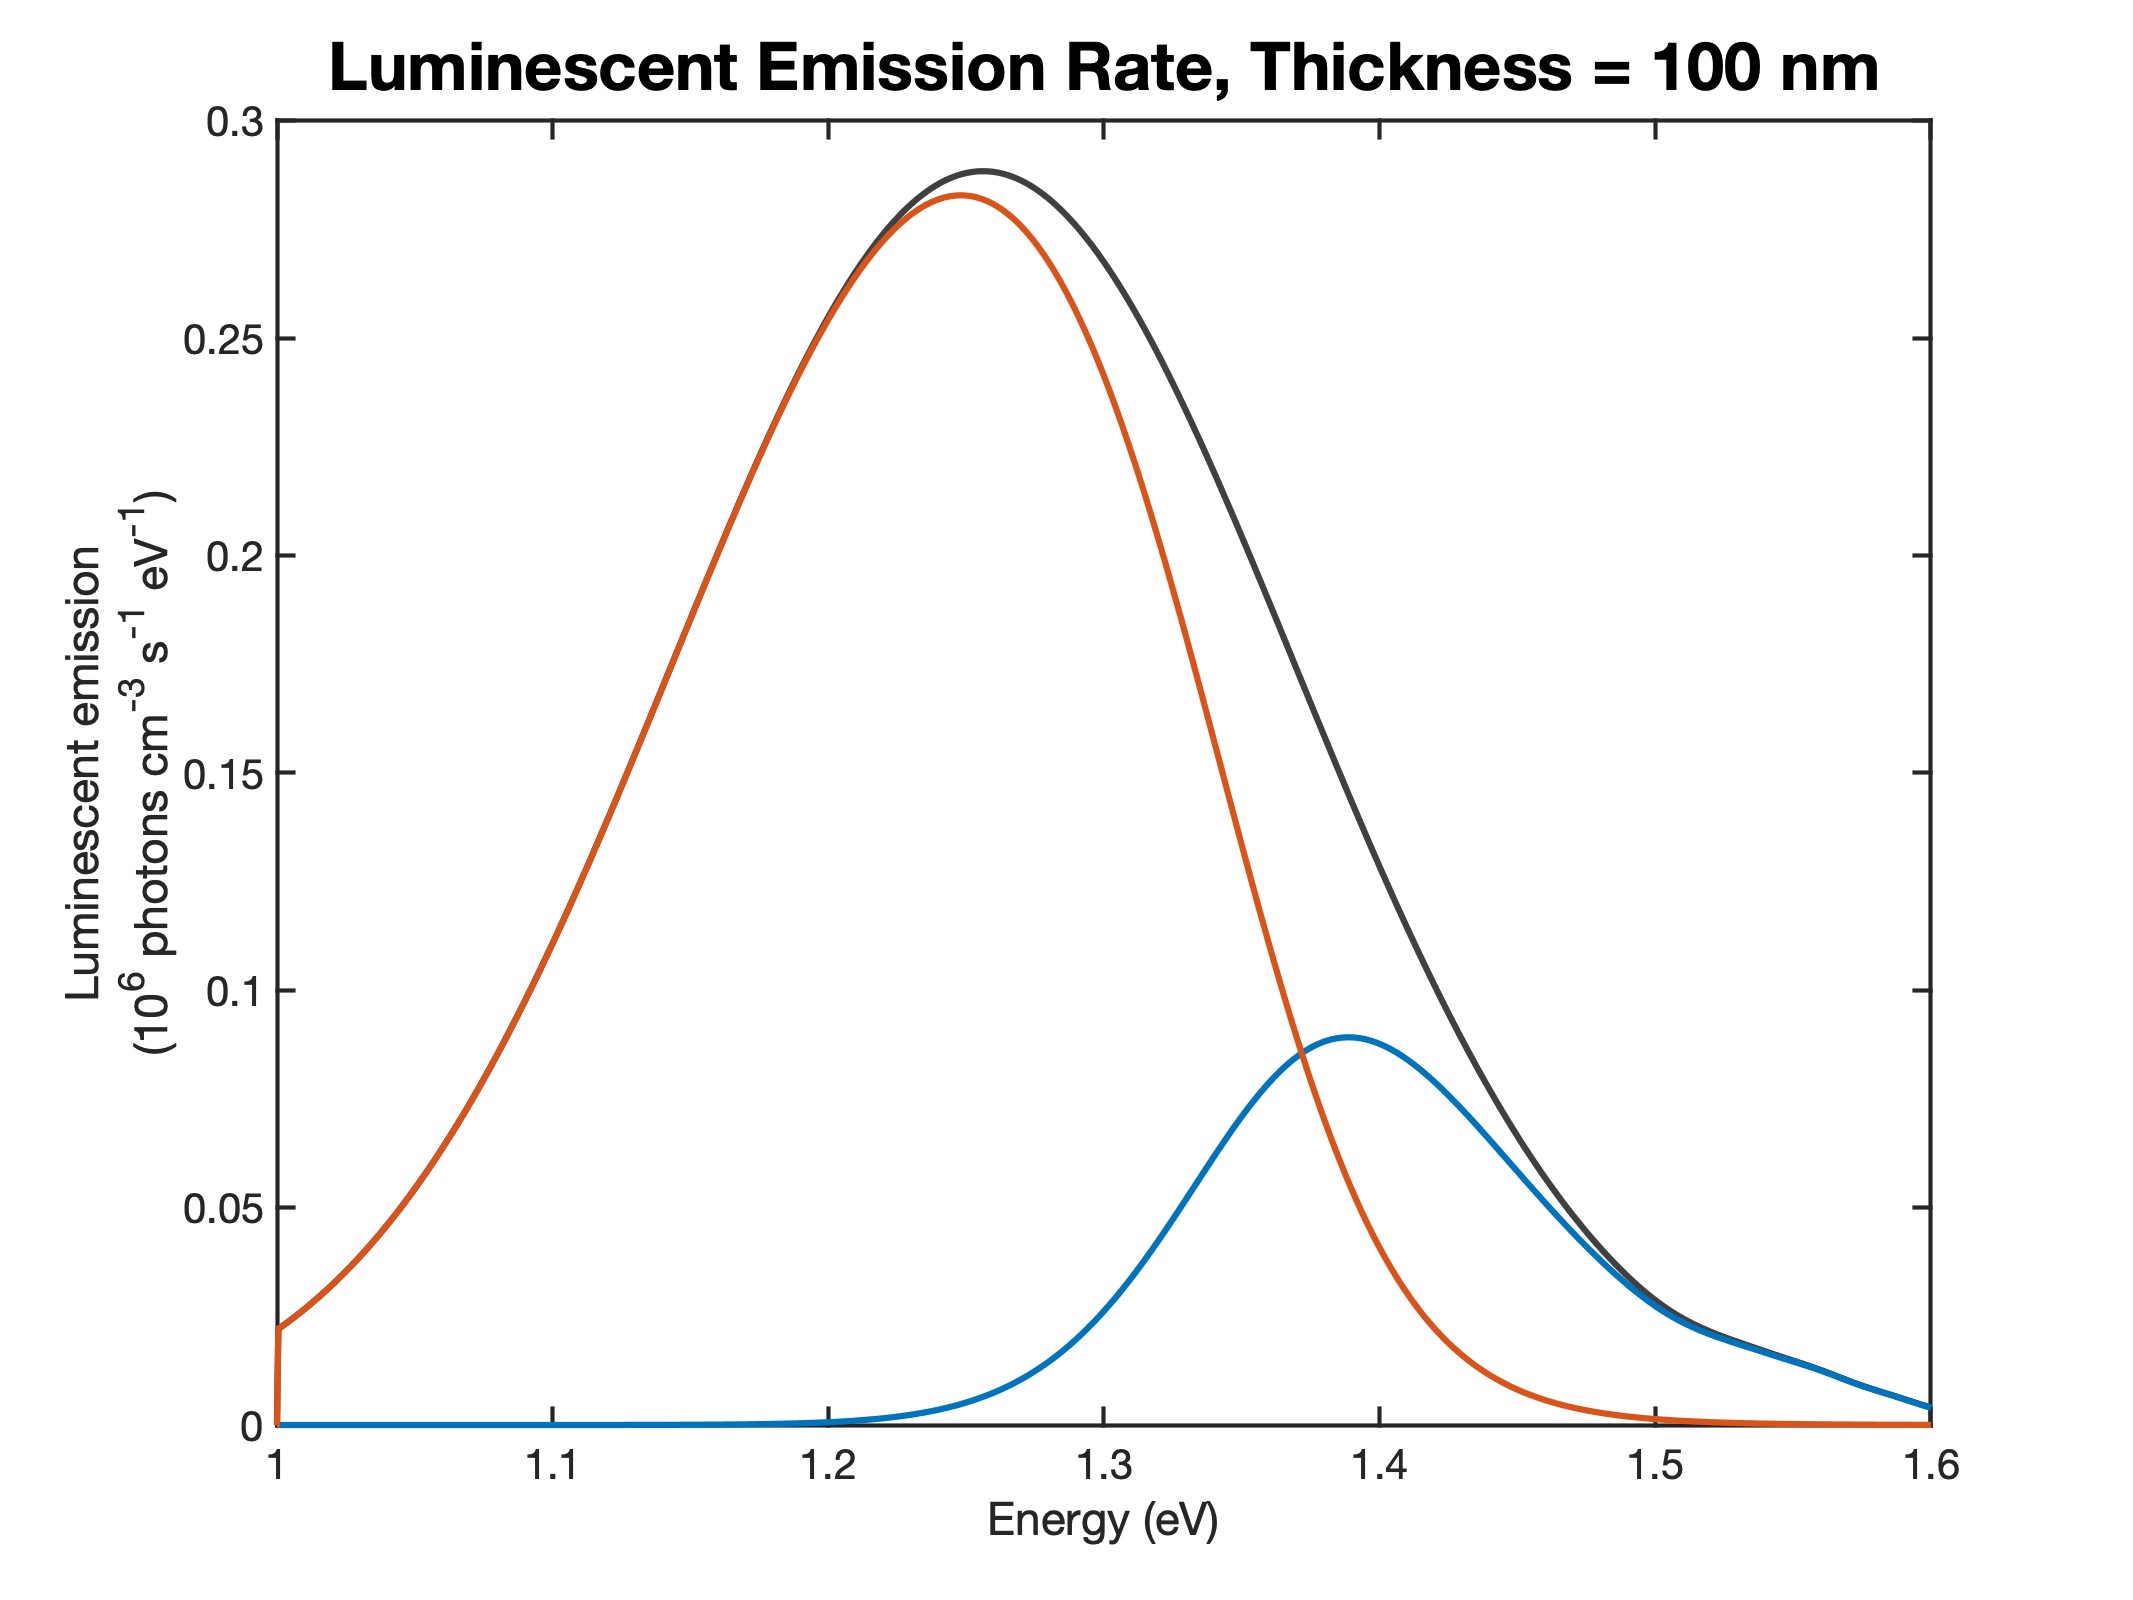 Luminescent Emission Rate, Thickness = 100 nm
0.3
0.25
0.2
0.15
0.1
0.05
0
Luminescent emission
(10⁶ photons cm⁻³ s⁻¹ eV⁻¹)
1 1.1 1.2 1.3 1.4 1.5 1.6
Energy (eV)